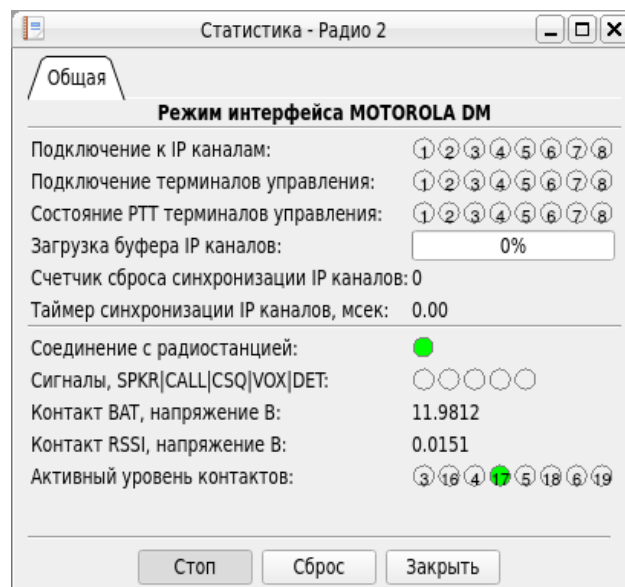 Статистика - Радио 2
Общая
Режим интерфейса MOTOROLA DM
Подключение к IP каналам: 1 2 3 4 5 6 7 8
Подключение терминалов управления: 1 2 3 4 5 6 7 8
Состояние PTT терминалов управления: 1 2 3 4 5 6 7 8
Загрузка буфера IP каналов: 0%
Счетчик сброса синхронизации IP каналов: 0
Таймер синхронизации IP каналов, мсек: 0.00
Соединение с радиостанцией:
Сигналы, SPKR|CALL|CSQ|VOX|DET:
Контакт BAT, напряжение В: 11.9812
Контакт RSSI, напряжение В: 0.0151
Активный уровень контактов: 3 16 4 17 5 18 6 19
Стоп Сброс Закрыть